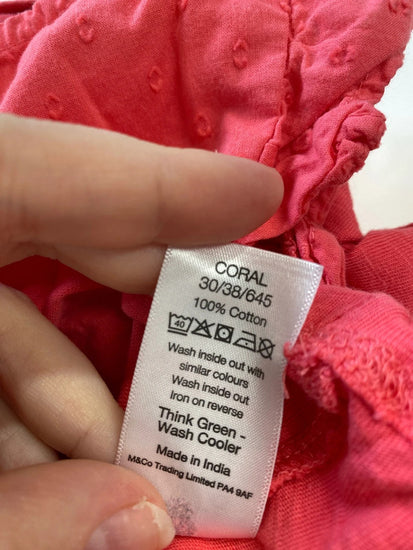 CORAL
30/38/645
100% Cotton
40
Wash inside out with
similar colours
Wash inside out
Iron on reverse
Think Green -
Wash Cooler
Made in India
M&Co Trading Limited PA4 9AF